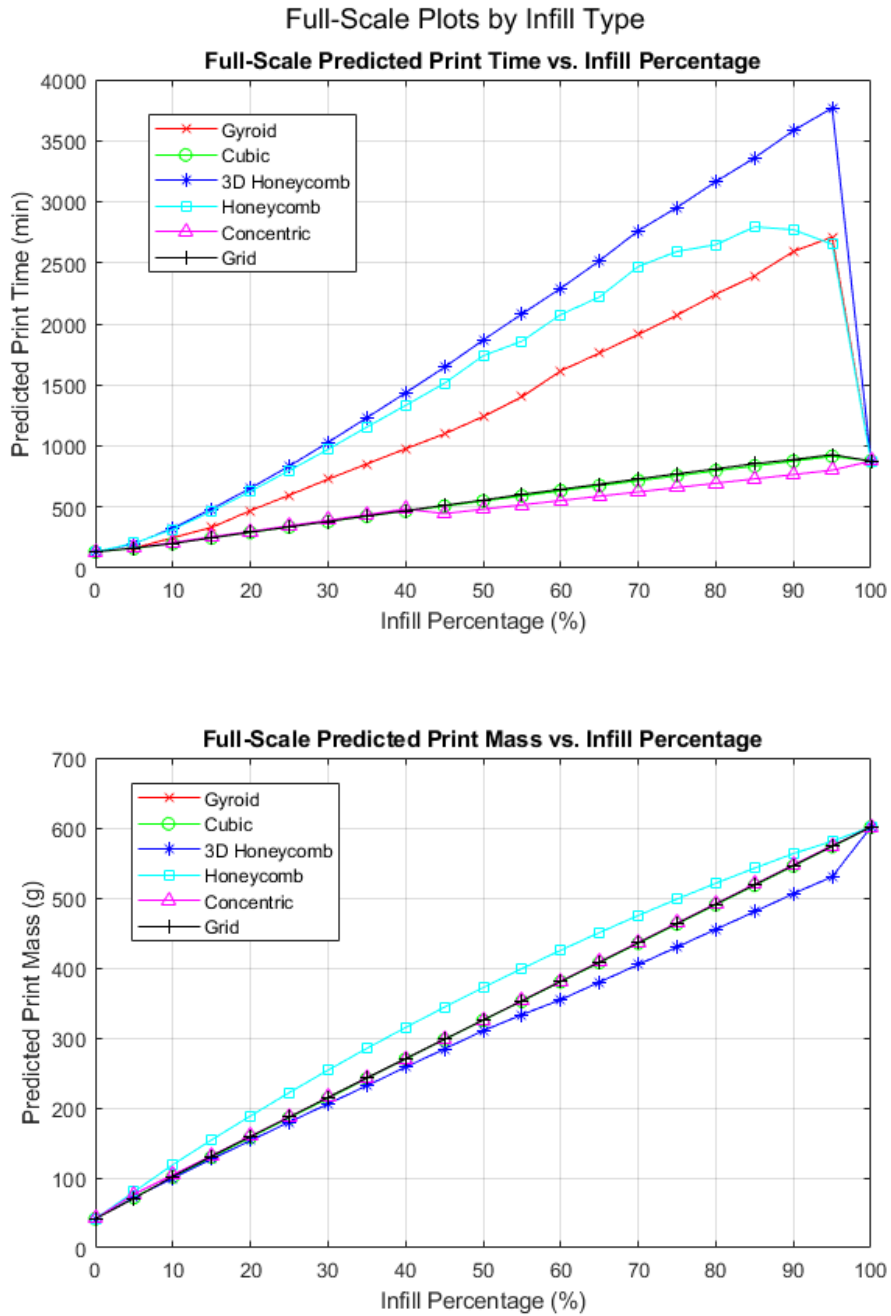 Full-Scale Plots by Infill Type
Full-Scale Predicted Print Time vs. Infill Percentage
Predicted Print Time (min)
4000
3500
3000
2500
2000
1500
1000
500
0
Gyroid
Cubic
3D Honeycomb
Honeycomb
Concentric
Grid
0 10 20 30 40 50 60 70 80 90 100
Infill Percentage (%)
Full-Scale Predicted Print Mass vs. Infill Percentage
Predicted Print Mass (g)
700
600
500
400
300
200
100
0
Gyroid
Cubic
3D Honeycomb
Honeycomb
Concentric
Grid
0 10 20 30 40 50 60 70 80 90 100
Infill Percentage (%)